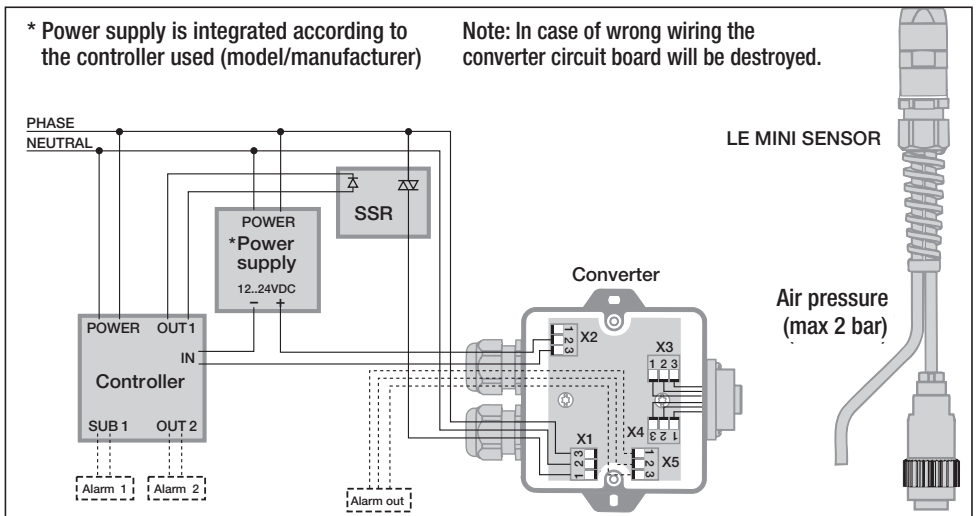 * Power supply is integrated according to
the controller used (model/manufacturer)
Note: In case of wrong wiring the
converter circuit board will be destroyed.
PHASE
NEUTRAL
LE MINI SENSOR
SSR
POWER
*Power
supply
12..24VDC
− +
Converter
Air pressure
(max 2 bar)
POWER OUT1
IN
Controller
SUB 1 OUT 2
Alarm 1 Alarm 2
Alarm out
X2
1
2
3
X3
1 2 3
X4
3 2 1
X1
3
2
1
X5
1
2
3